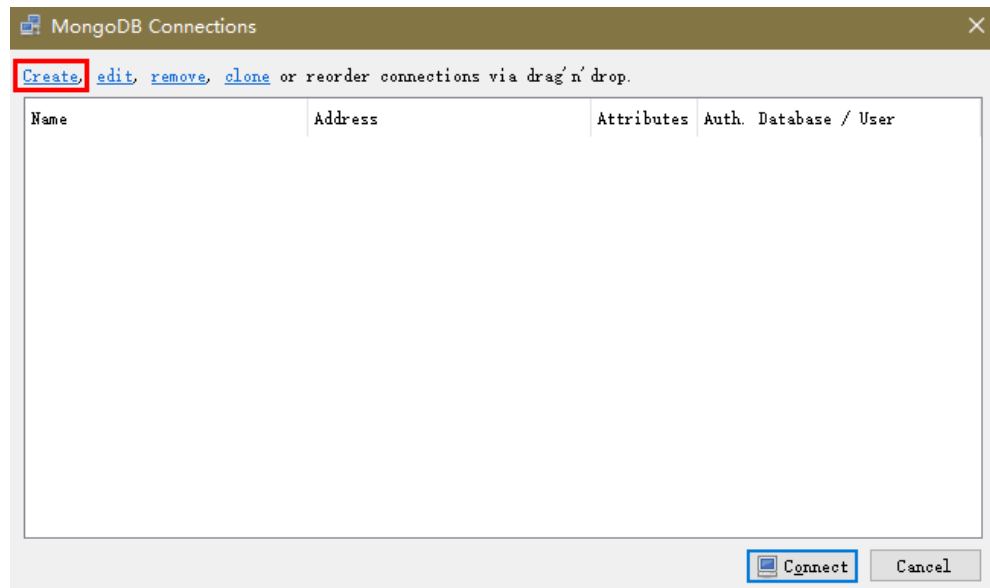 MongoDB Connections
Create, edit, remove, clone or reorder connections via drag'n'drop.
Name Address Attributes Auth. Database / User
Connect Cancel